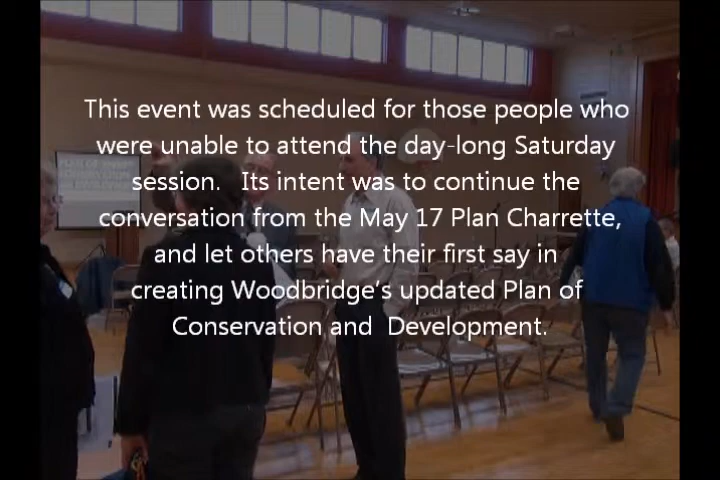 This event was scheduled for those people who
were unable to attend the day-long Saturday
session. Its intent was to continue the
conversation from the May 17 Plan Charrette,
and let others have their first say in
creating Woodbridge's updated Plan of
Conservation and Development.